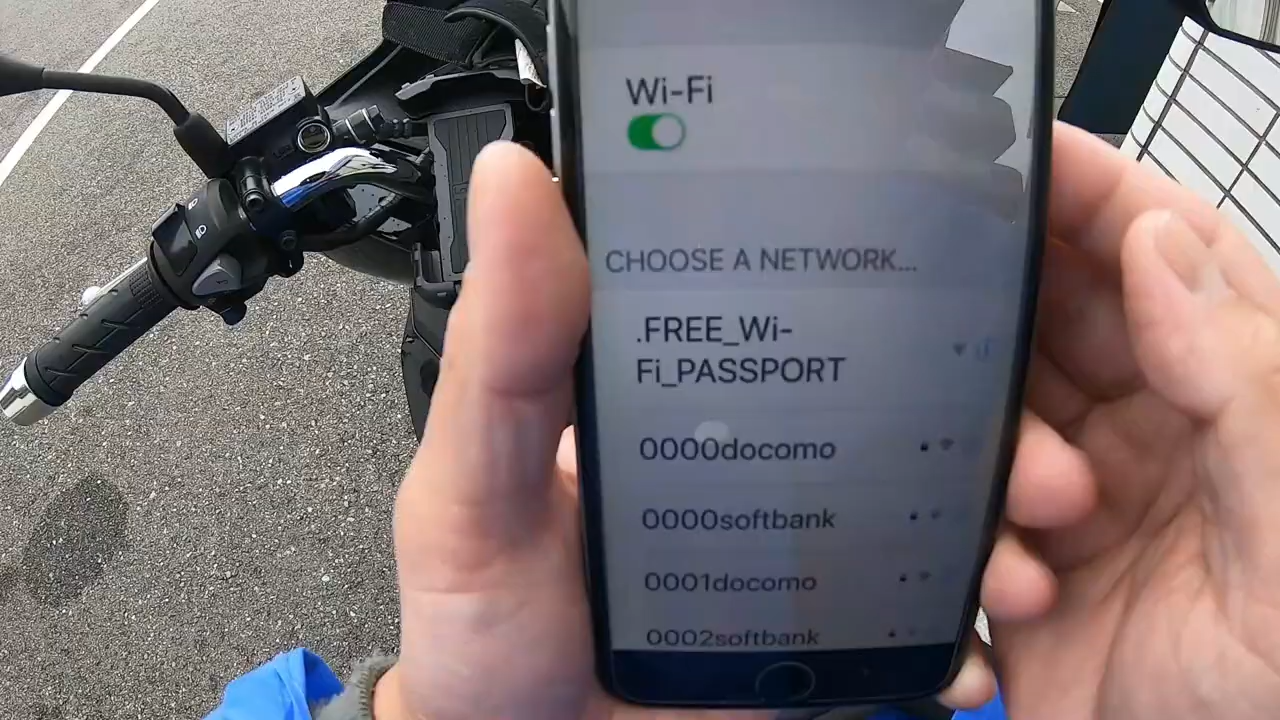 Wi-Fi
CHOOSE A NETWORK...
.FREE_Wi-
Fi_PASSPORT
0000docomo
0000softbank
0001docomo
0002softbank